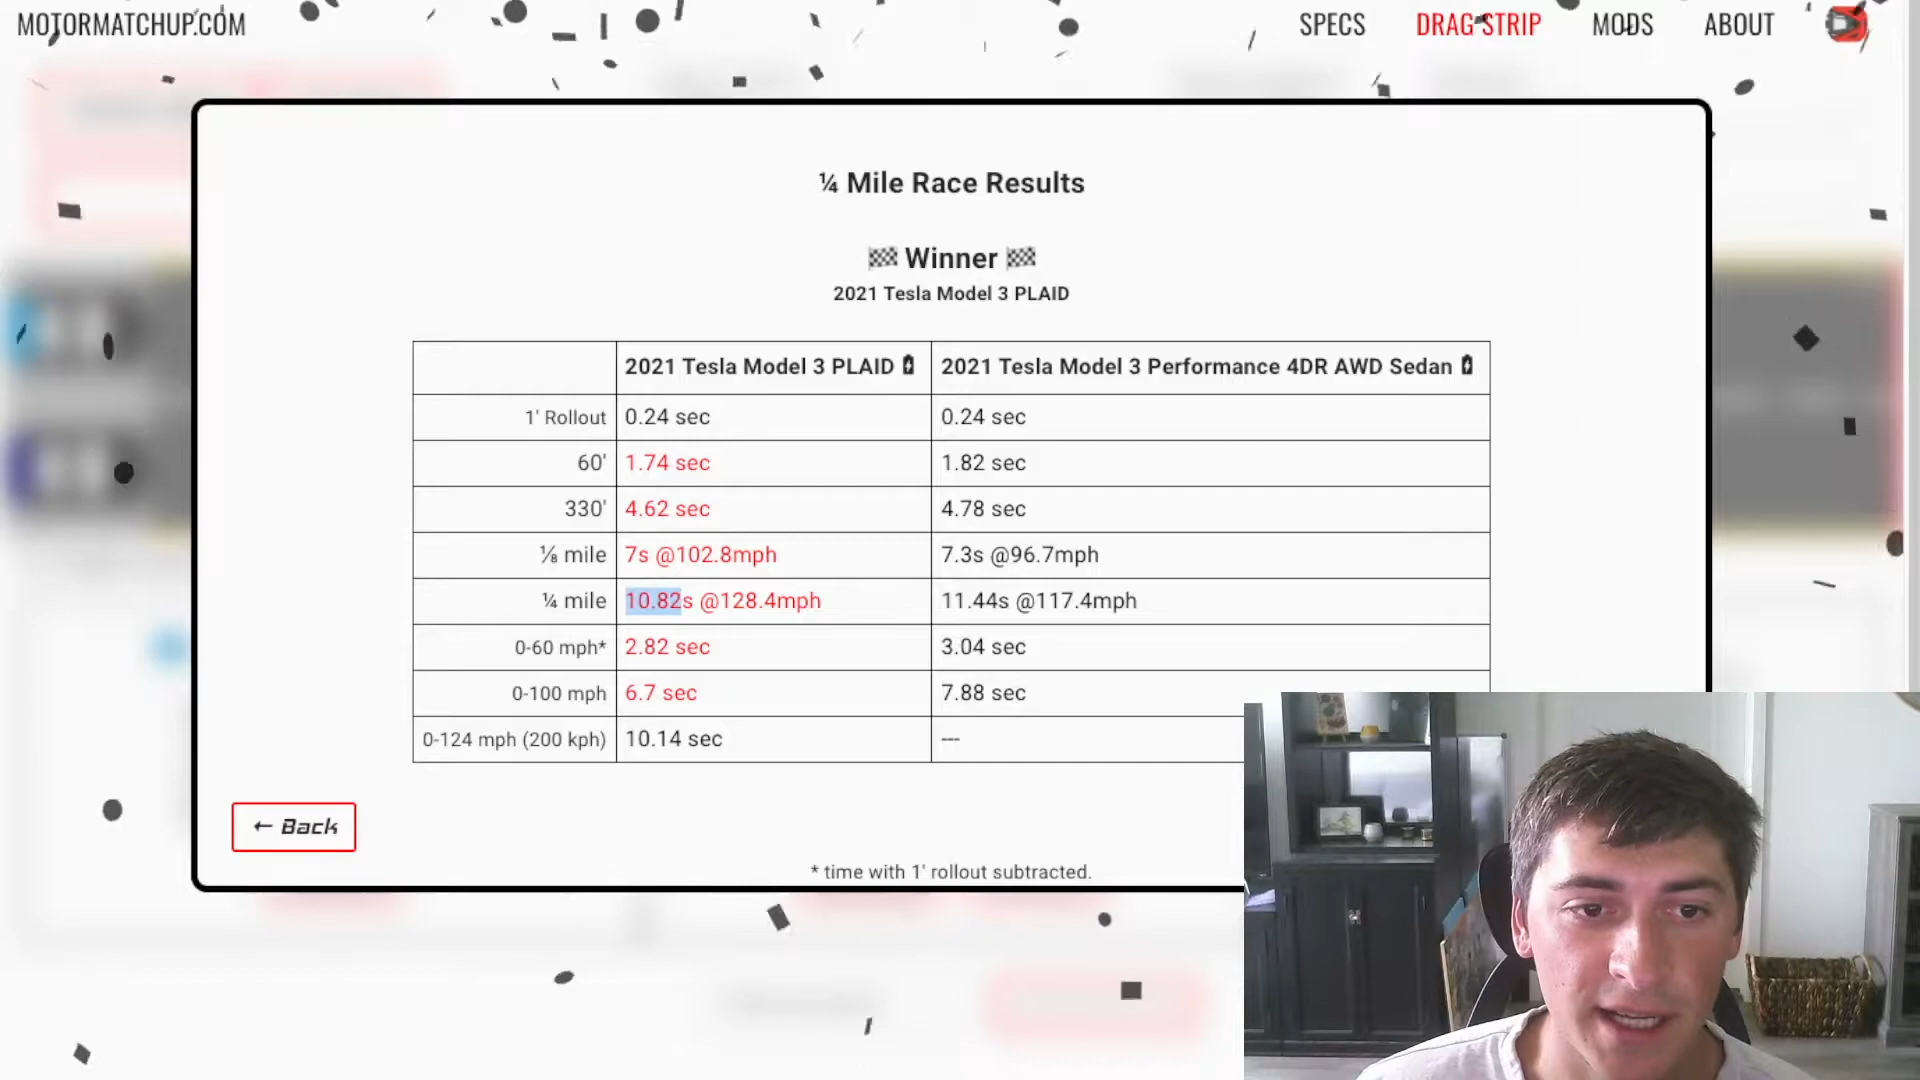 MOTORMATCHUP.COM
SPECS
DRAG STRIP
MODS
ABOUT
¼ Mile Race Results
🏁 Winner 🏁
2021 Tesla Model 3 PLAID
2021 Tesla Model 3 PLAID
2021 Tesla Model 3 Performance 4DR AWD Sedan
1' Rollout 0.24 sec 0.24 sec
60' 1.74 sec 1.82 sec
330' 4.62 sec 4.78 sec
⅛ mile 7s @102.8mph 7.3s @96.7mph
¼ mile 10.82s @128.4mph 11.44s @117.4mph
0-60 mph* 2.82 sec 3.04 sec
0-100 mph 6.7 sec 7.88 sec
0-124 mph (200 kph) 10.14 sec ---
← Back
* time with 1' rollout subtracted.